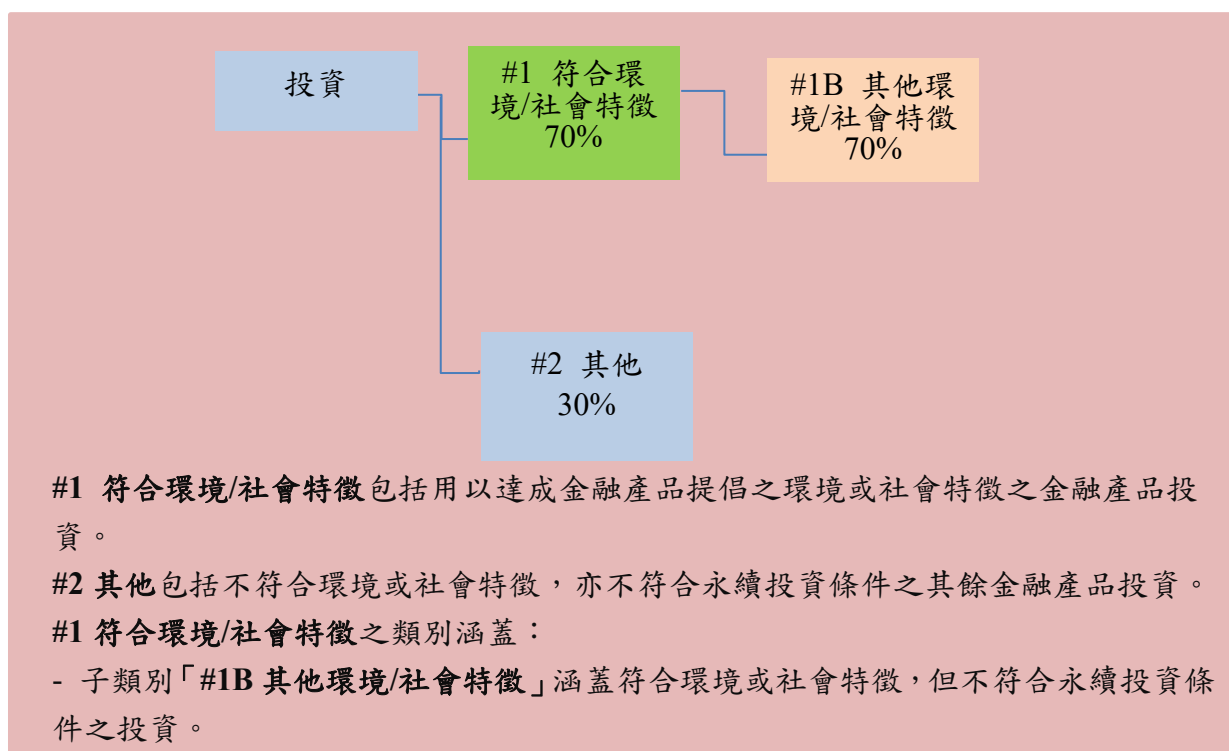 投資
#1 符合環
境/社會特徵
70%
#1B 其他環
境/社會特徵
70%
#2 其他
30%
#1 符合環境/社會特徵包括用以達成金融產品提倡之環境或社會特徵之金融產品投
資。
#2 其他包括不符合環境或社會特徵，亦不符合永續投資條件之其餘金融產品投資。
#1 符合環境/社會特徵之類別涵蓋：
- 子類別「#1B 其他環境/社會特徵」涵蓋符合環境或社會特徵，但不符合永續投資條
件之投資。